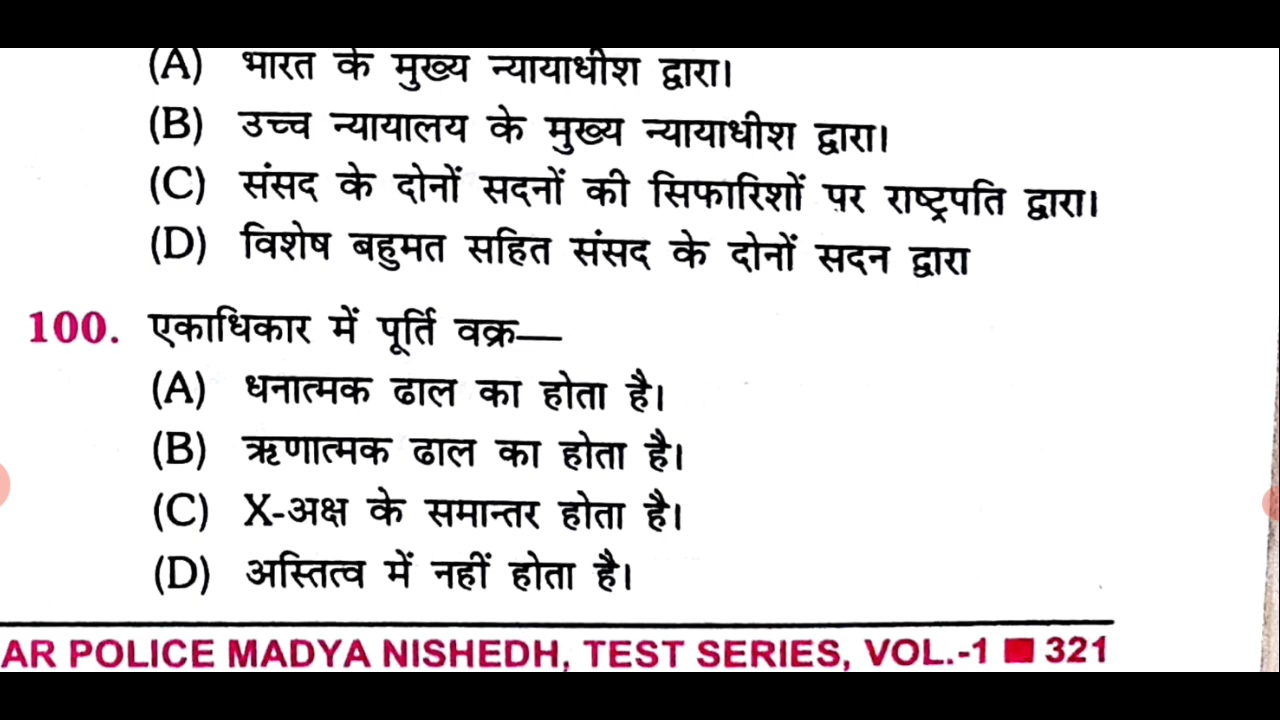 (A) भारत के मुख्य न्यायाधीश द्वारा।
(B) उच्च न्यायालय के मुख्य न्यायाधीश द्वारा।
(C) संसद के दोनों सदनों की सिफारिशों पर राष्ट्रपति द्वारा।
(D) विशेष बहुमत सहित संसद के दोनों सदन द्वारा
100. एकाधिकार में पूर्ति वक्र—
(A) धनात्मक ढाल का होता है।
(B) ऋणात्मक ढाल का होता है।
(C) X-अक्ष के समान्तर होता है।
(D) अस्तित्व में नहीं होता है।
AR POLICE MADYA NISHEDH, TEST SERIES, VOL.-1 ■ 321